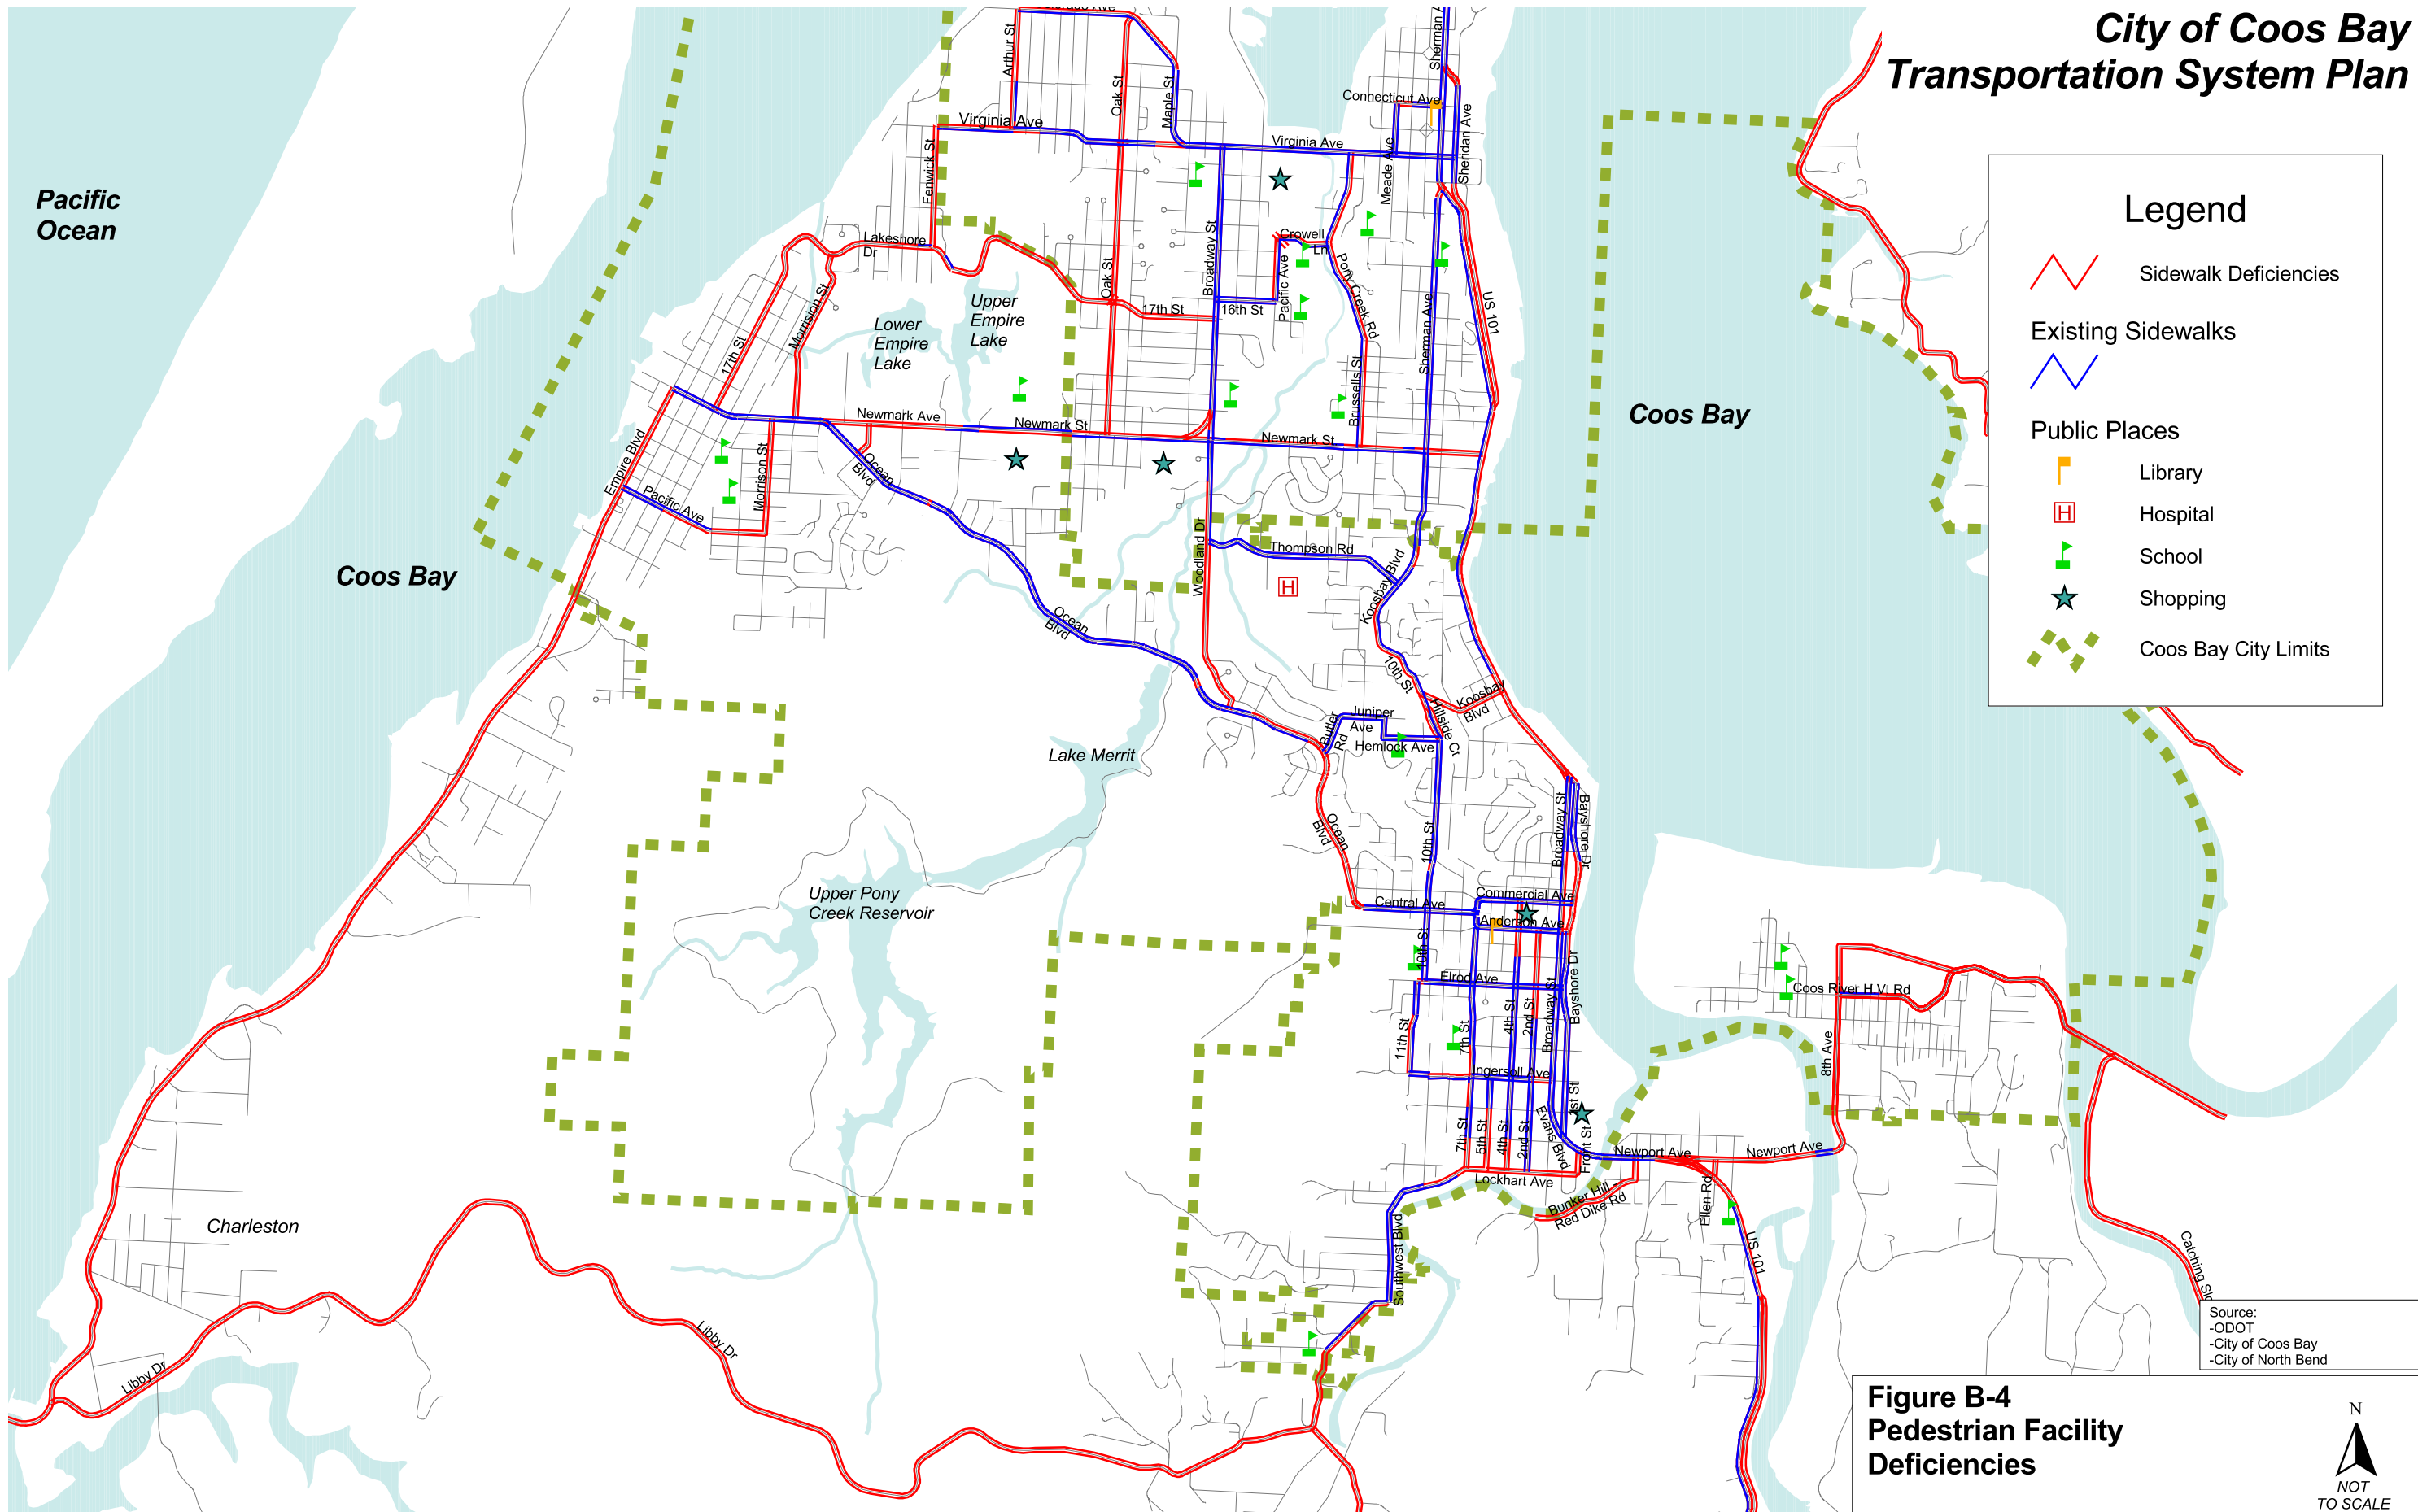 City of Coos Bay
Transportation System Plan
Pacific
Ocean
Arthur St
Oak St
Maple St
Virginia Ave
Fenwick St
Connecticut Ave
Sheridan Ave
Virginia Ave
Meade Ave
Lakeshore
Dr
Crowell
Ln
Broadway St
Pacific Ave
Pony Creek Rd
Oak St
17th St
16th St
Sherman Ave
US 101
Morrision St
17th St
Lower
Empire
Lake
Upper
Empire
Lake
Brussells St
Newmark Ave
Newmark St
Newmark St
Coos Bay
Empire Blvd
Morrison St
Pacific Ave
Ocean
Blvd
Woodland Dr
Thompson Rd
Koosbay Blvd
Coos Bay
Ocean
Blvd
10th St
Koosbay
Blvd
Hillside Ct
Juniper
Ave
Butler
Rd
Hemlock Ave
Lake Merrit
Ocean
Blvd
10th St
Broadway St
Bayshore Dr
Upper Pony
Creek Reservoir
Commercial Ave
Central Ave
Anderson Ave
10th St
Elrod Ave
Bayshore Dr
Broadway St
11th St
7th St
4th St
2nd St
Ingersoll Ave
1st St
7th St
5th St
4th St
2nd St
Evans Blvd
Front St
Lockhart Ave
Newport Ave
Newport Ave
Bunker Hill
Red Dike Rd
Ellen Rd
US 101
8th Ave
Coos River H W Rd
Southwest Blvd
Charleston
Libby Dr
Libby Dr
Legend
Sidewalk Deficiencies
Existing Sidewalks
Public Places
Library
H
Hospital
School
Shopping
Coos Bay City Limits
H
Source:
-ODOT
-City of Coos Bay
-City of North Bend
Figure B-4
Pedestrian Facility
Deficiencies
N
NOT
TO SCALE